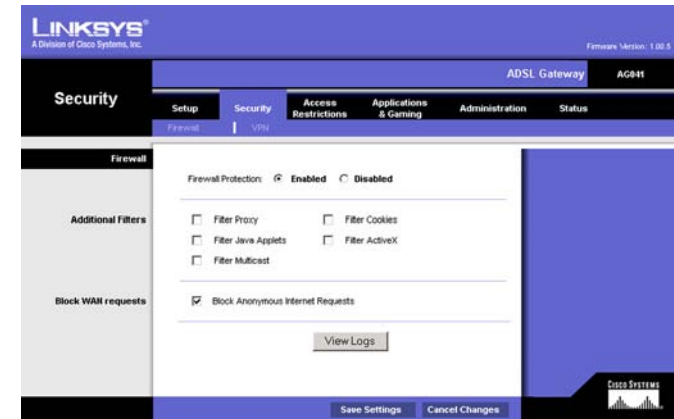 LINKSYS®
A Division of Cisco Systems, Inc.
Firmware Version: 1.00.5
ADSL Gateway AG041
Security
Setup Security Access Restrictions Applications & Gaming Administration Status
Firewall VPN
Firewall
Firewall Protection: Enabled Disabled
Additional Filters
Filter Proxy Filter Cookies
Filter Java Applets Filter ActiveX
Filter Multicast
Block WAN requests
Block Anonymous Internet Requests
View Logs
Save Settings Cancel Changes
CISCO SYSTEMS